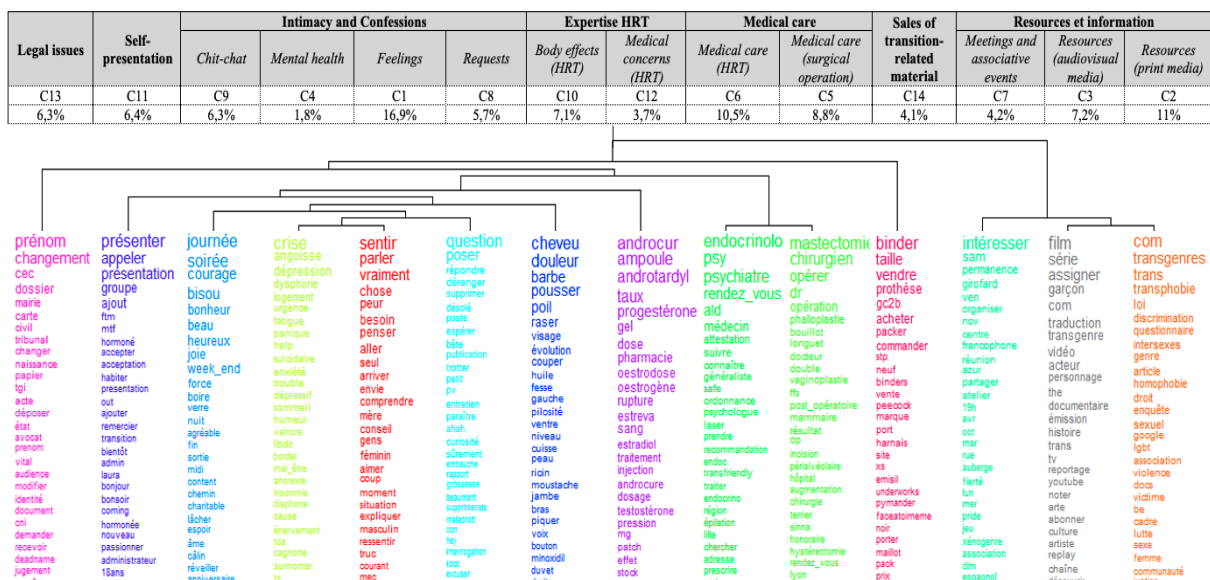 Legal issues
Self-presentation
Intimacy and Confessions
Expertise HRT
Medical care
Sales of transition-related material
Resources et information
Chit-chat
Mental health
Feelings
Requests
Body effects (HRT)
Medical concerns (HRT)
Medical care (HRT)
Medical care (surgical operation)
Meetings and associative events
Resources (audiovisual media)
Resources (print media)
C13 C11 C9 C4 C1 C8 C10 C12 C6 C5 C14 C7 C3 C2
6,3% 6,4% 6,3% 1,8% 16,9% 5,7% 7,1% 3,7% 10,5% 8,8% 4,1% 4,2% 7,2% 11%
prénom
changement
cec
dossier
mairie
carte
civil
tribunal
changer
naissance
papier
tgi
acte
déposer
état
avocat
prenom
vital
audience
modifier
identité
document
cni
demander
recevoir
deadname
jugement
présenter
appeler
présentation
groupe
ajout
ftm
mtf
hormoné
accepter
acceptation
habiter
presentation
out
ajouter
remercier
transition
bientôt
admin
laura
bonjour
bonsoir
coming
hormonée
nouveau
passionner
administrateur
18ans
journée
soirée
courage
bisou
bonheur
beau
heureux
joie
week_end
force
boire
verre
nuit
agréable
fin
sortie
midi
content
chemin
charitable
lâcher
espoir
âme
câlin
réveiller
anniversaire
crise
angoisse
dépression
dysphorie
logement
urgence
fatigue
panique
help
suicidaire
anxiété
trouble
dépressif
sommeil
humeur
vaincre
libido
bordel
mal_être
anorexie
insomnie
disphorie
cause
énervement
tca
cagnotte
surmonter
ts
sentir
parler
vraiment
chose
peur
besoin
penser
aller
seul
arriver
envie
comprendre
mère
conseil
gens
féminin
aimer
coup
moment
situation
expliquer
masculin
ressentir
truc
courant
mec
question
poser
répondre
déranger
supprimer
désolé
posts
espérer
bête
publication
trotter
petit
pv
entretien
paraître
ahah
curiosité
sûrement
embauche
rapport
grossesse
beaumont
supprimerais
maladroit
con
hey
interrogation
idiot
excuser
cheveu
douleur
barbe
pousser
poil
raser
visage
évolution
couper
huile
fesse
gauche
pilosité
ventre
niveau
cuisse
peau
ricin
moustache
jambe
bras
piquer
voix
bouton
minoxidil
duvet
androcur
ampoule
androtardyl
taux
progestérone
gel
dose
pharmacie
oestrodose
oestrogène
rupture
estreva
sang
estradiol
traitement
injection
androcure
dosage
testostérone
pression
mg
patch
effet
stock
endocrinolo
psy
psychiatre
rendez_vous
ald
médecin
attestation
suivre
connaître
généraliste
safe
ordonnance
psychologue
laser
prendre
recommandation
endoc
transfriendly
traiter
endocrino
région
épilation
lille
chercher
adresse
prescrire
mastectomie
chirurgien
opérer
dr
opération
phalloplastie
bouillot
longuet
docteur
double
vaginoplastie
ffs
post_opératoire
mammaire
résultat
op
incision
périalvéolaire
hôpital
augmentation
chirurgie
terrier
sinna
honoraire
hystérectomie
rendez_vous
lyon
binder
taille
vendre
prothèse
gc2b
acheter
packer
commander
stp
neuf
binders
vente
peecock
marque
port
harnais
site
xs
emisil
underworks
pymander
faceatoimeme
noir
porter
maillot
pack
prix
intéresser
sam
permanence
girofard
ven
organiser
nov
centre
francophone
réunion
azur
partager
atelier
19h
avr
oct
mar
rue
auberge
fierté
lun
mer
pride
jeu
xénogenre
association
dim
espagnol
film
série
assigner
garçon
com
traduction
transgenre
vidéo
acteur
personnage
the
documentaire
émission
histoire
trans
tv
reportage
youtube
noter
arte
abonner
culture
artiste
replay
chaîne
découvrir
com
transgenres
trans
transphobie
loi
discrimination
questionnaire
intersexes
genre
article
homophobie
droit
enquête
sexuel
google
lgbt
association
violence
docs
victime
be
cadre
lutte
sexe
femme
communauté